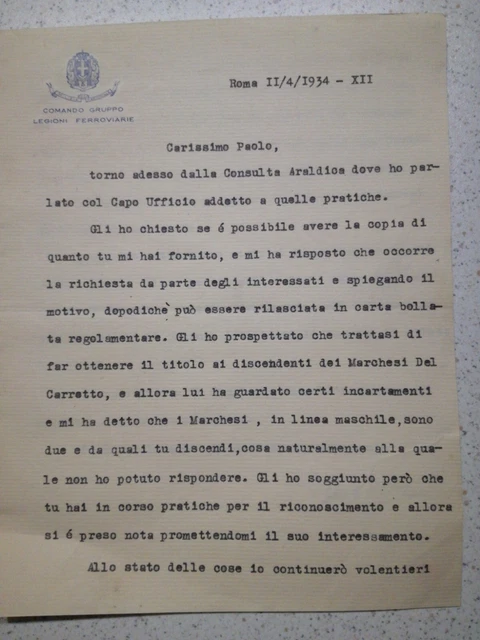 COMANDO GRUPPO
LEGIONI FERROVIARIE
Roma II/4/I934 - XII
Carissimo Paolo,
torno adesso dalla Consulta Araldica dove ho par-
lato col Capo Ufficio addetto a quelle pratiche.
Gli ho chiesto se é possibile avere la copia di
quanto tu mi hai fornito, e mi ha risposto che occorre
la richiesta da parte degli interessati e spiegando il
motivo, dopodiche̊ può essere rilasciata in carta bolla-
ta regolamentare. Gli ho prospettato che trattasi di
far ottenere il titolo ai discendenti dei Marchesi Del
Carretto, e allora lui ha guardato certi incartamenti
e mi ha detto che i Marchesi , in linea maschile,sono
due e da quali tu discendi,cosa naturalmente alla qua-
le non ho potuto rispondere. Gli ho soggiunto però che
tu hai in corso pratiche per il riconoscimento e allora
si é preso nota promettendomi il suo interessamento.
Allo stato delle cose io continuerò volentieri